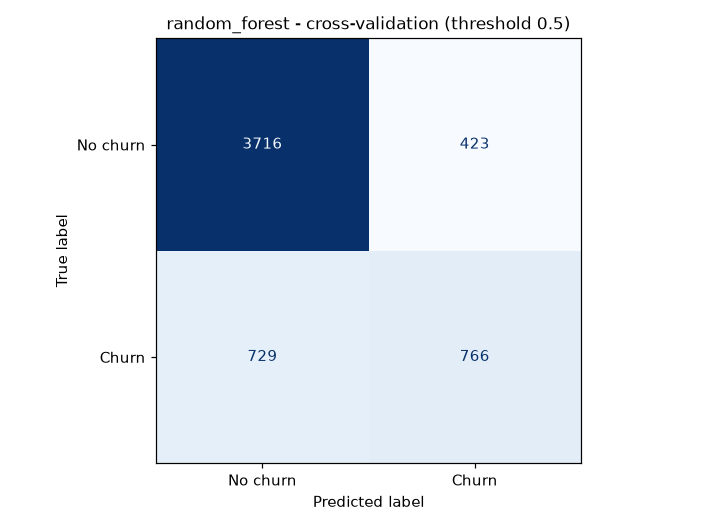 random_forest - cross-validation (threshold 0.5)
True label
No churn
3716
423
Churn
729
766
No churn
Churn
Predicted label